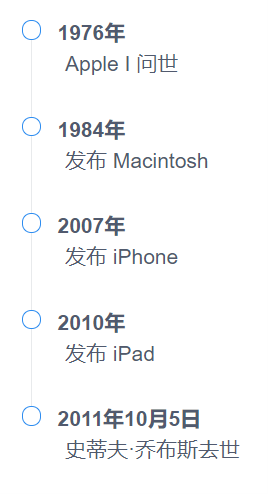 1976年
Apple I 问世
1984年
发布 Macintosh
2007年
发布 iPhone
2010年
发布 iPad
2011年10月5日
史蒂夫·乔布斯去世